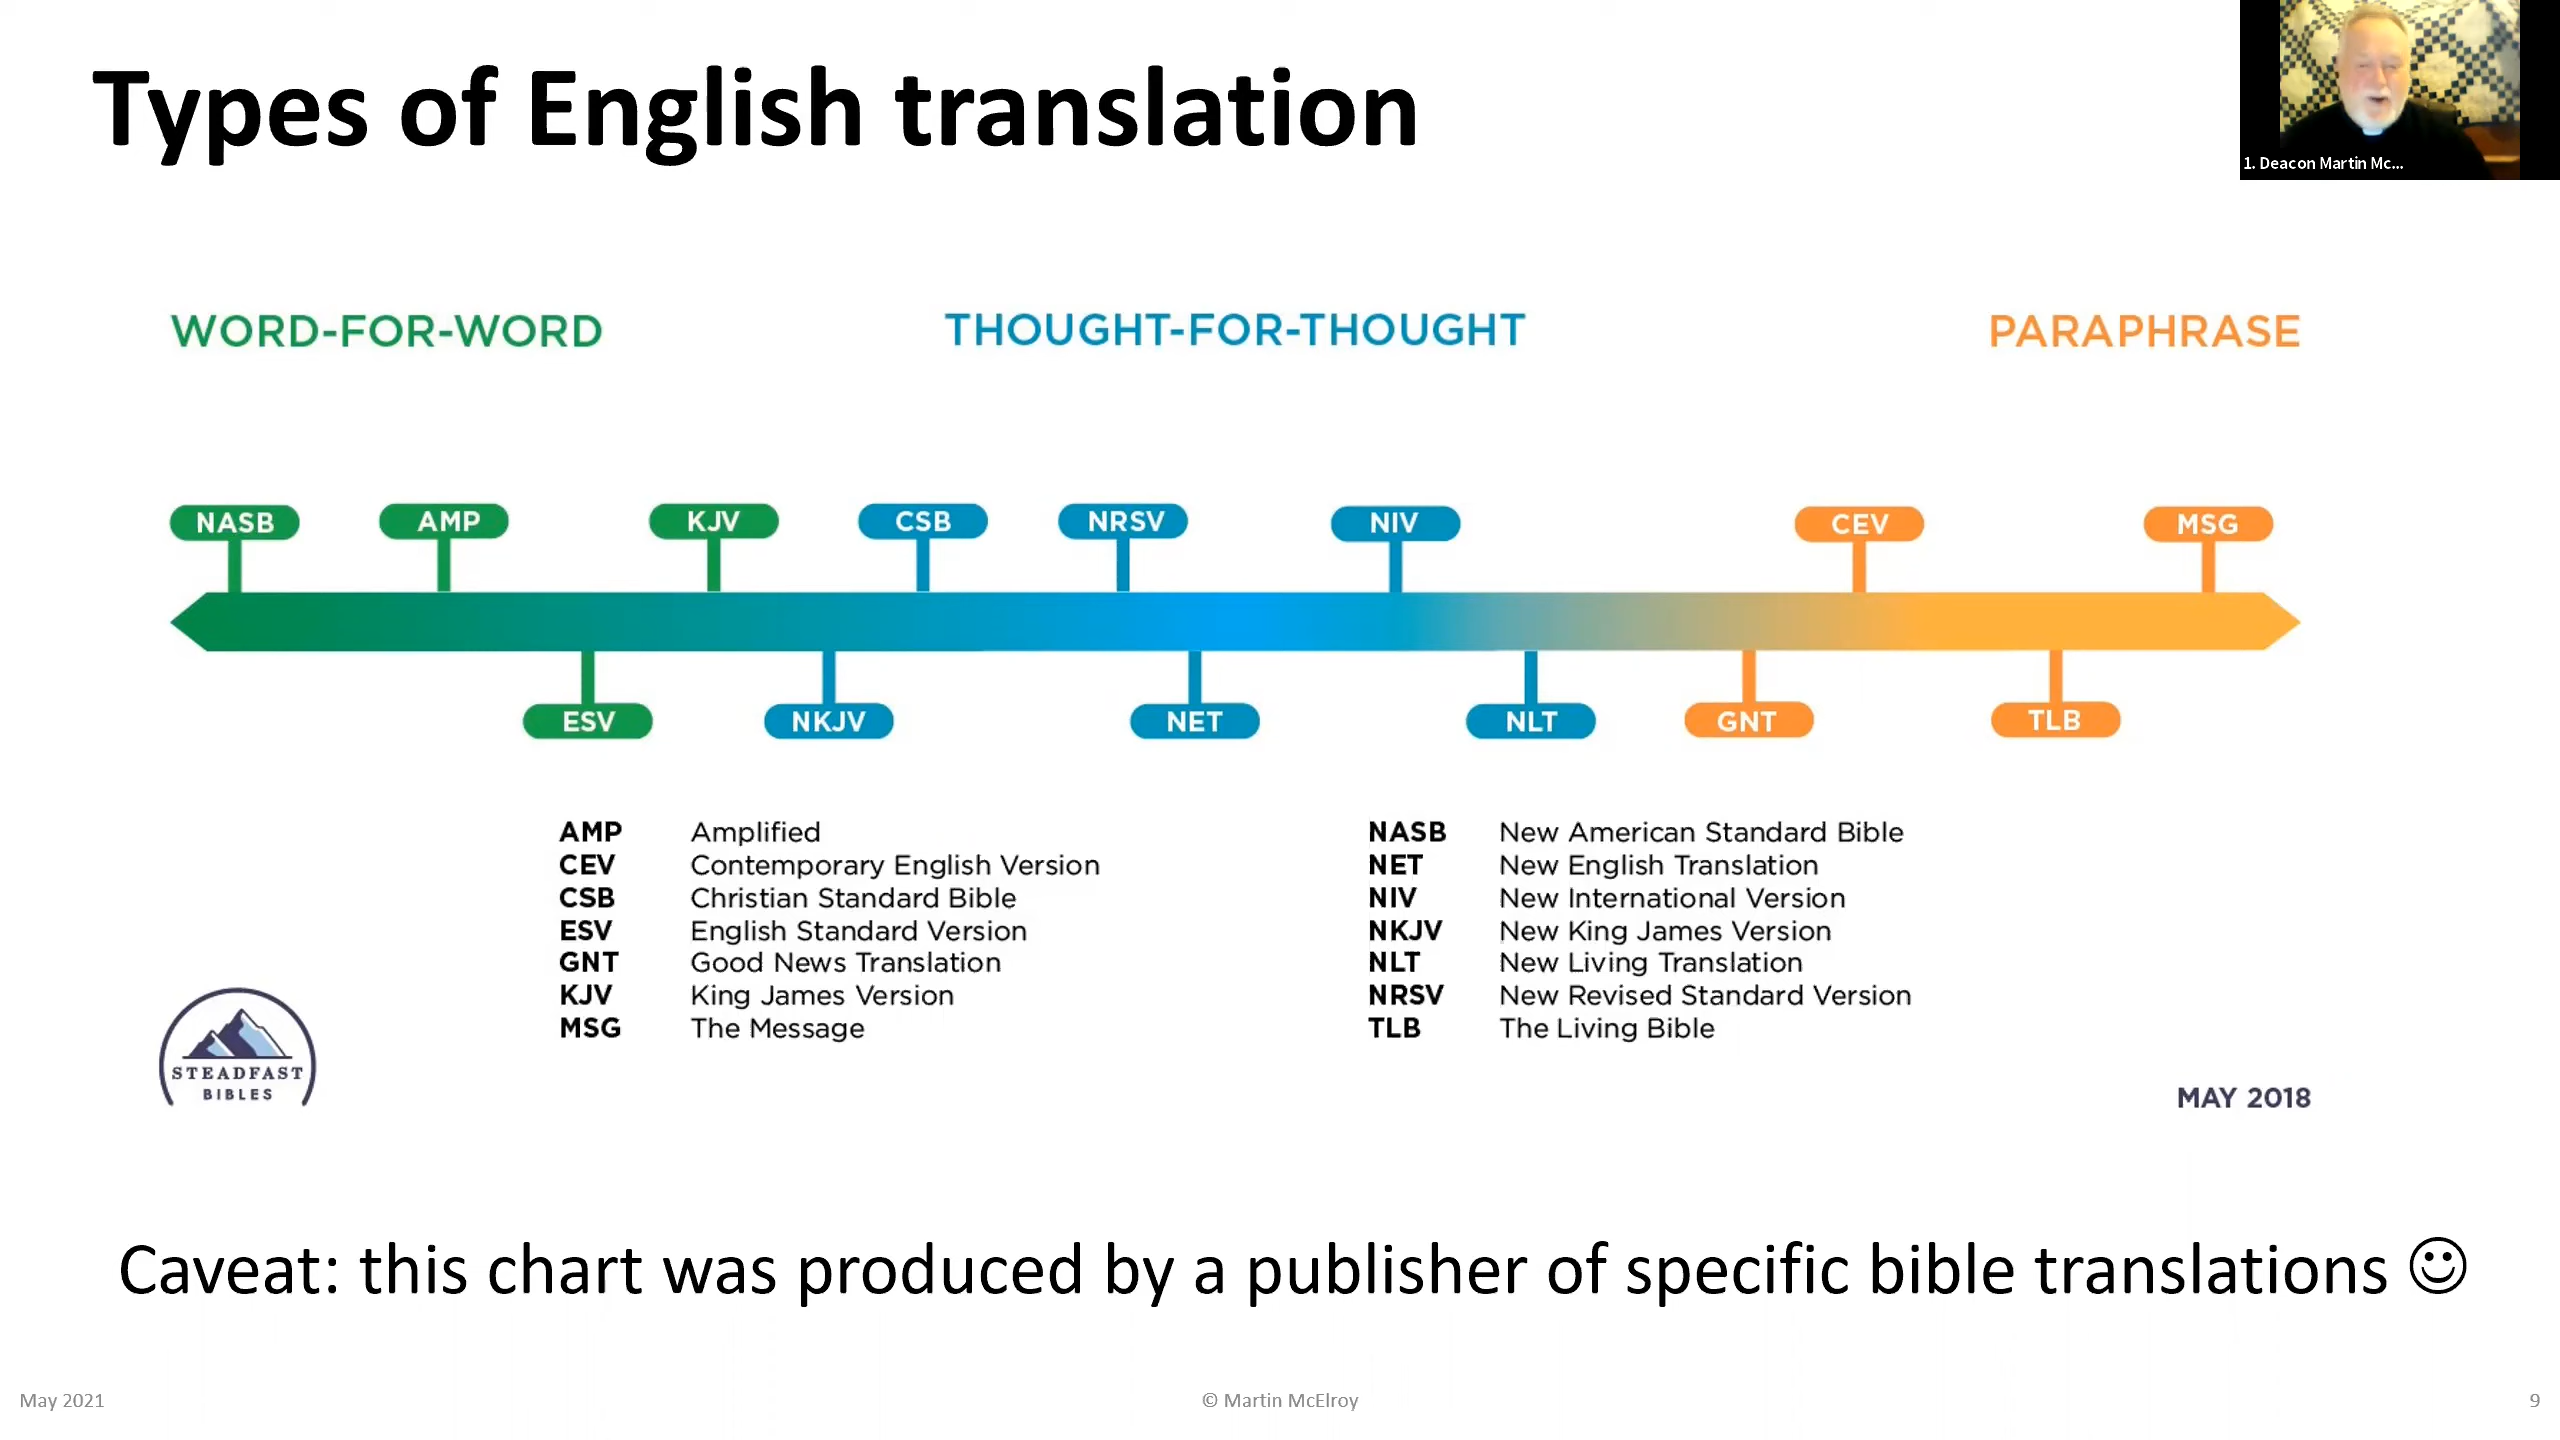 Types of English translation
1. Deacon Martin Mc...
WORD-FOR-WORD
THOUGHT-FOR-THOUGHT
PARAPHRASE
NASB
AMP
KJV
CSB
NRSV
NIV
CEV
MSG
ESV
NKJV
NET
NLT
GNT
TLB
AMP Amplified
CEV Contemporary English Version
CSB Christian Standard Bible
ESV English Standard Version
GNT Good News Translation
KJV King James Version
MSG The Message
NASB New American Standard Bible
NET New English Translation
NIV New International Version
NKJV New King James Version
NLT New Living Translation
NRSV New Revised Standard Version
TLB The Living Bible
STEADFAST
BIBLES
MAY 2018
Caveat: this chart was produced by a publisher of specific bible translations ☺
May 2021
© Martin McElroy
9